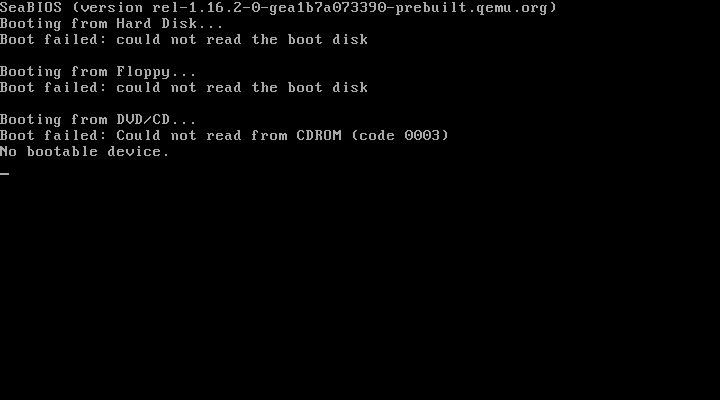 SeaBIOS (version rel-1.16.2-0-gea1b7a073390-prebuilt.qemu.org)
Booting from Hard Disk...
Boot failed: could not read the boot disk
Booting from Floppy...
Boot failed: could not read the boot disk
Booting from DVD/CD...
Boot failed: Could not read from CDROM (code 0003)
No bootable device.